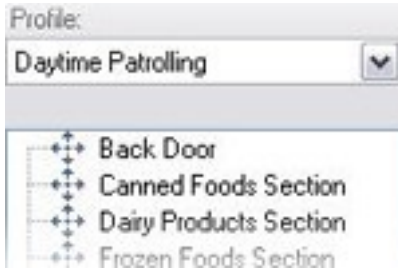 Profile:
Daytime Patrolling
Back Door
Canned Foods Section
Dairy Products Section
Frozen Foods Section